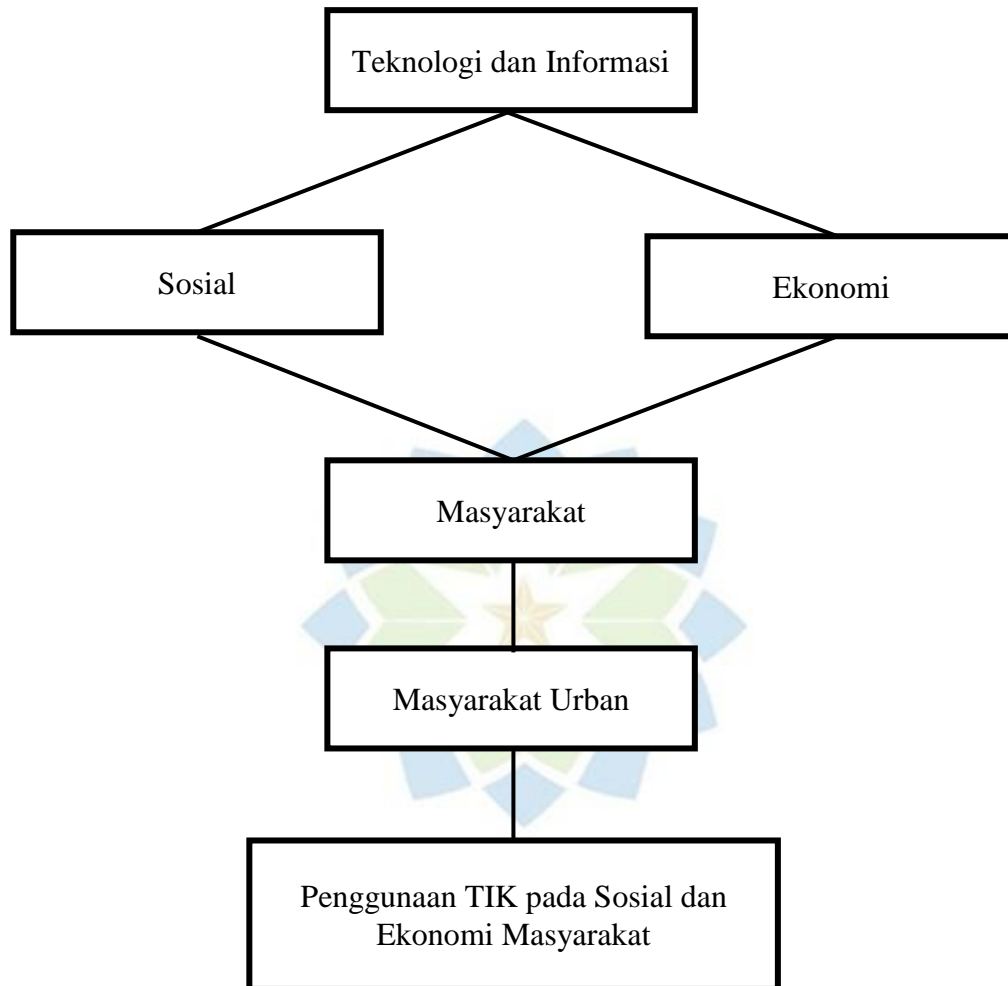 Teknologi dan Informasi
Sosial
Ekonomi
Masyarakat
Masyarakat Urban
Penggunaan TIK pada Sosial dan
Ekonomi Masyarakat